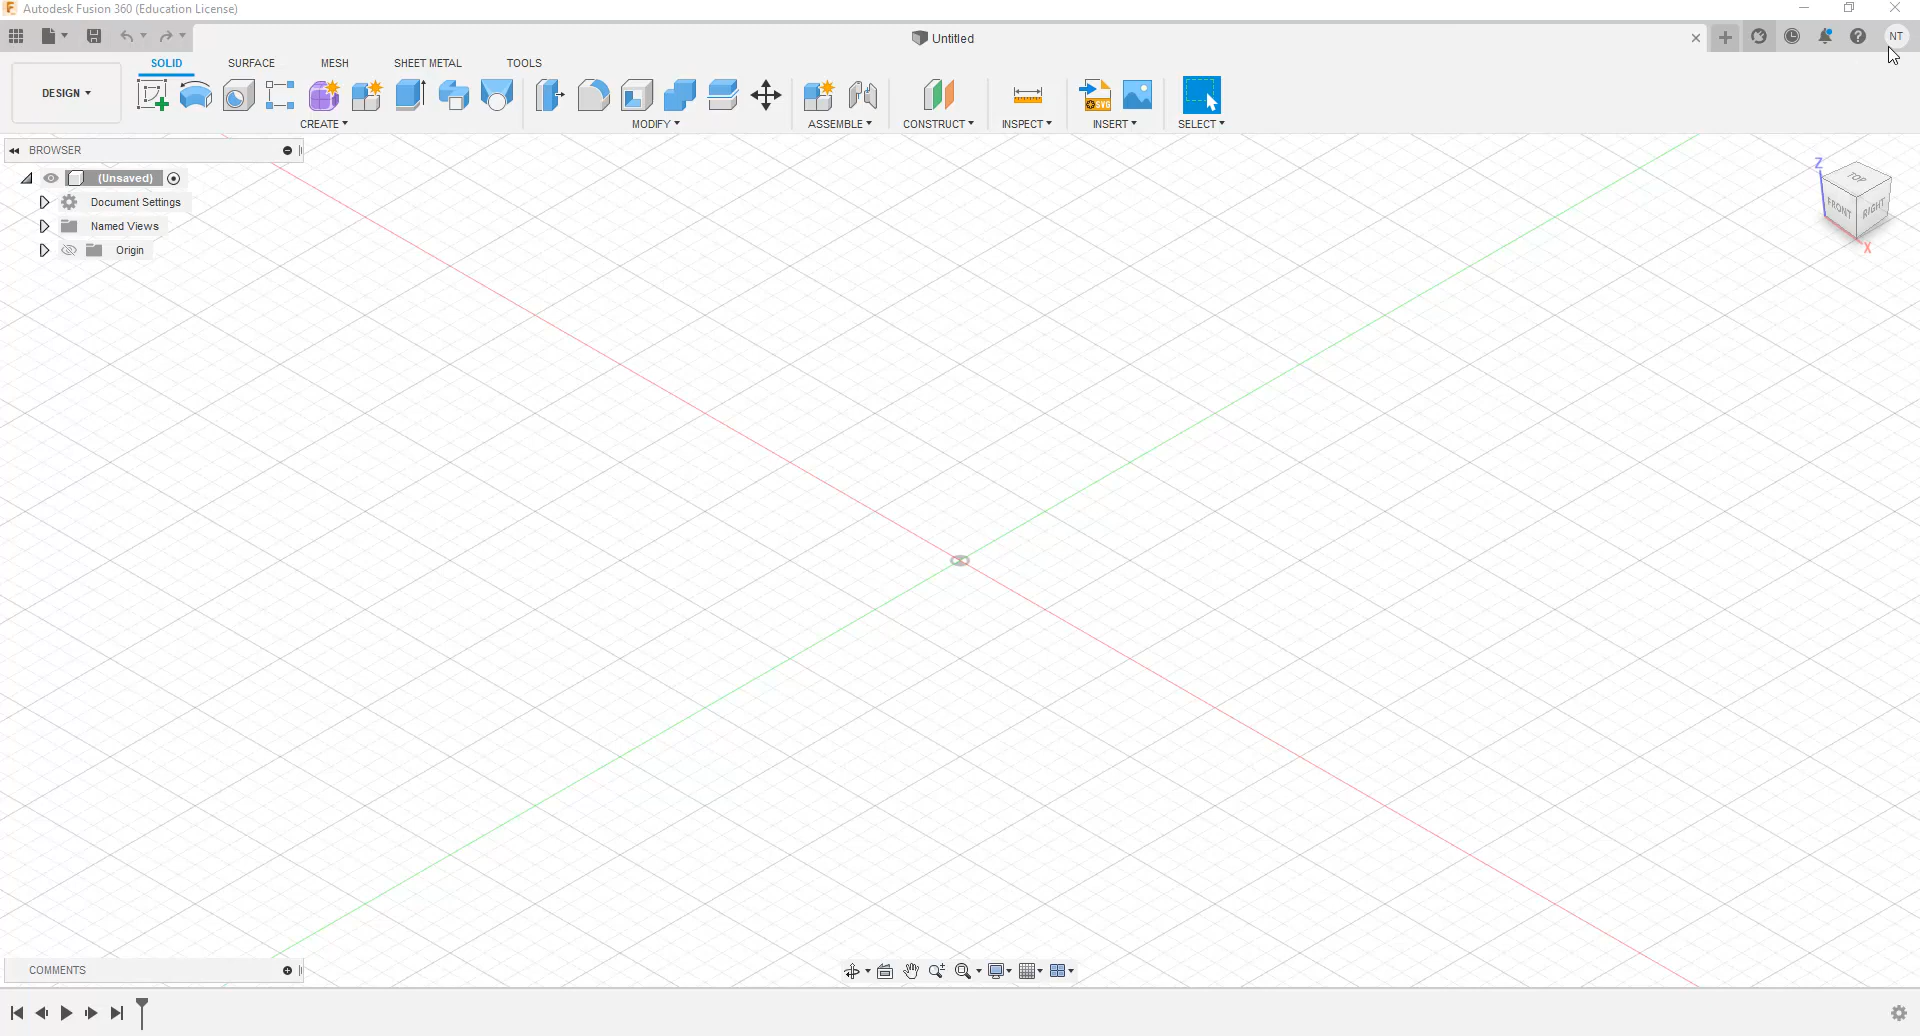 Autodesk Fusion 360 (Education License)
Untitled
NT
SOLID SURFACE MESH SHEET METAL TOOLS
DESIGN
SVG
CREATE MODIFY ASSEMBLE CONSTRUCT INSPECT INSERT SELECT
BROWSER
(Unsaved)
Document Settings
Named Views
Origin
Z
TOP
FRONT
RIGHT
X
COMMENTS